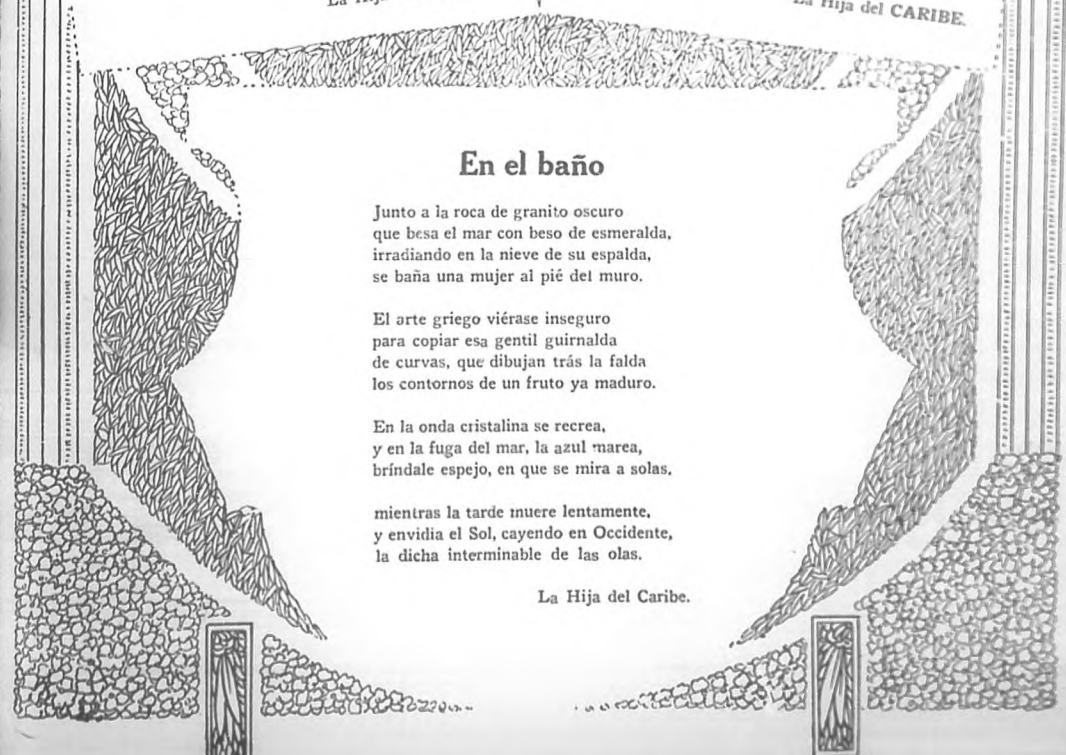 La Hija del CARIBE.
En el baño
Junto a la roca de granito oscuro
que besa el mar con beso de esmeralda,
irradiando en la nieve de su espalda,
se baña una mujer al pié del muro.
El arte griego viérase inseguro
para copiar esa gentil guirnalda
de curvas, que dibujan trás la falda
los contornos de un fruto ya maduro.
En la onda cristalina se recrea,
y en la fuga del mar, la azul marea,
bríndale espejo, en que se mira a solas,
mientras la tarde muere lentamente,
y envidia el Sol, cayendo en Occidente,
la dicha interminable de las olas.
La Hija del Caribe.